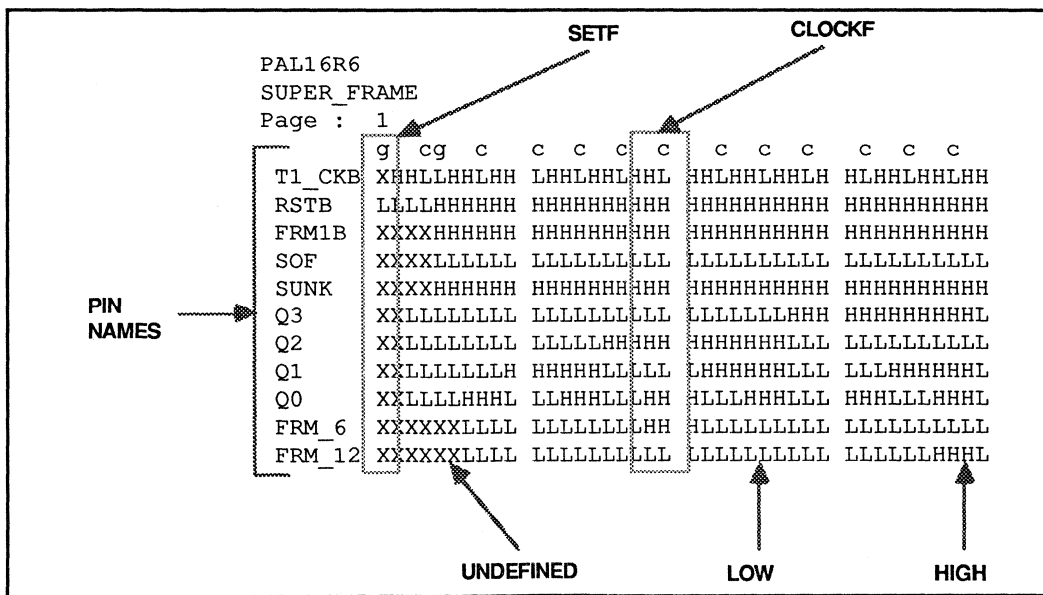 SETF
CLOCKF
PAL16R6
SUPER_FRAME
Page : 1
g cg c c c c c c c c c c c
T1_CKB XHHLLHHLHH LHHLHHLHHL HHLHHLHHLH HLHHLHHLHH
RSTB LLLLHHHHHH HHHHHHHHHH HHHHHHHHHH HHHHHHHHHH
FRM1B XXXXHHHHHH HHHHHHHHHH HHHHHHHHHH HHHHHHHHHH
SOF XXXXLLLLLL LLLLLLLLLL LLLLLLLLLL LLLLLLLLLL
SUNK XXXXHHHHHH HHHHHHHHHH HHHHHHHHHH HHHHHHHHHH
Q3 XXLLLLLLLL LLLLLLLLLL LLLLLLLHHH HHHHHHHHHL
Q2 XXLLLLLLLL LLLLLHHHHH HHHHHHHLLL LLLLLLLLLL
Q1 XXLLLLLLLH HHHHHLLLLL LHHHHHHLLL LLLHHHHHHL
Q0 XXLLLLHHHL LLHHHLLLHH HLLLHHHLLL HHHLLLHHHL
FRM_6 XXXXXXLLLL LLLLLLLLHH HLLLLLLLLL LLLLLLLLLL
FRM_12 XXXXXXLLLL LLLLLLLLLL LLLLLLLLLL LLLLLLHHHL
PIN
NAMES
UNDEFINED
LOW
HIGH